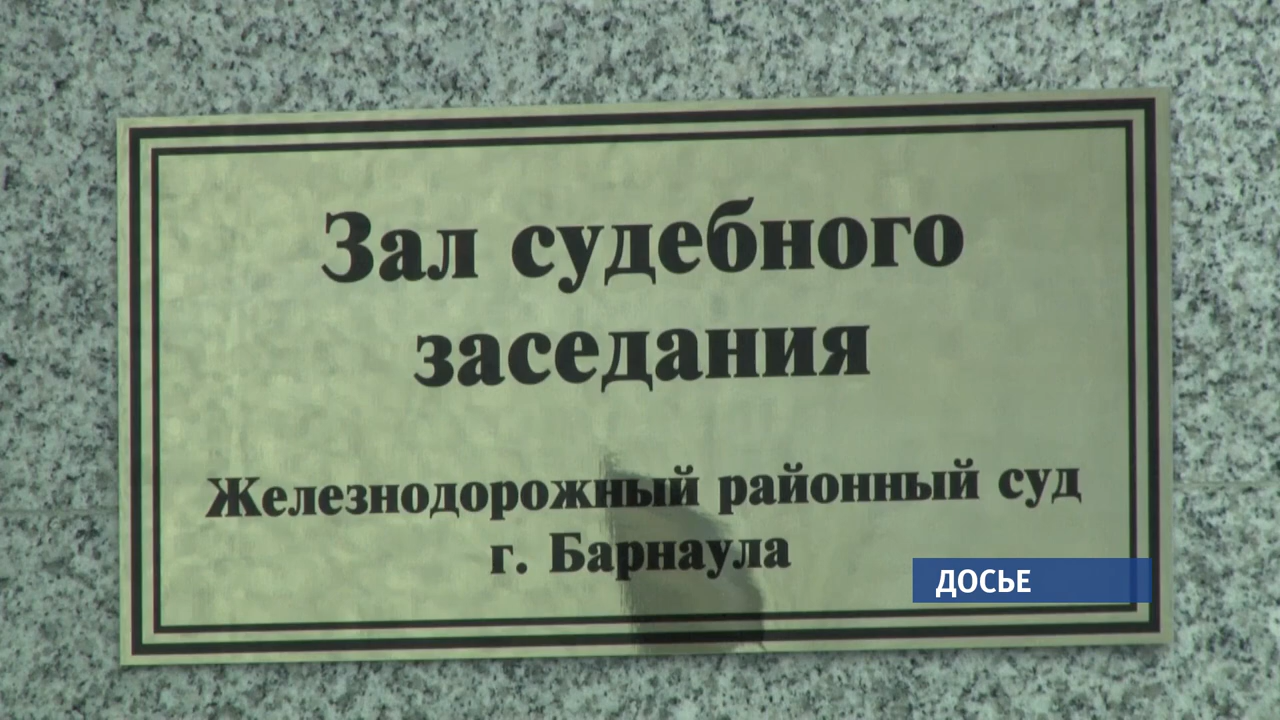 Зал судебного
заседания
Железнодорожный районный суд
г. Барнаула
ДОСЬЕ